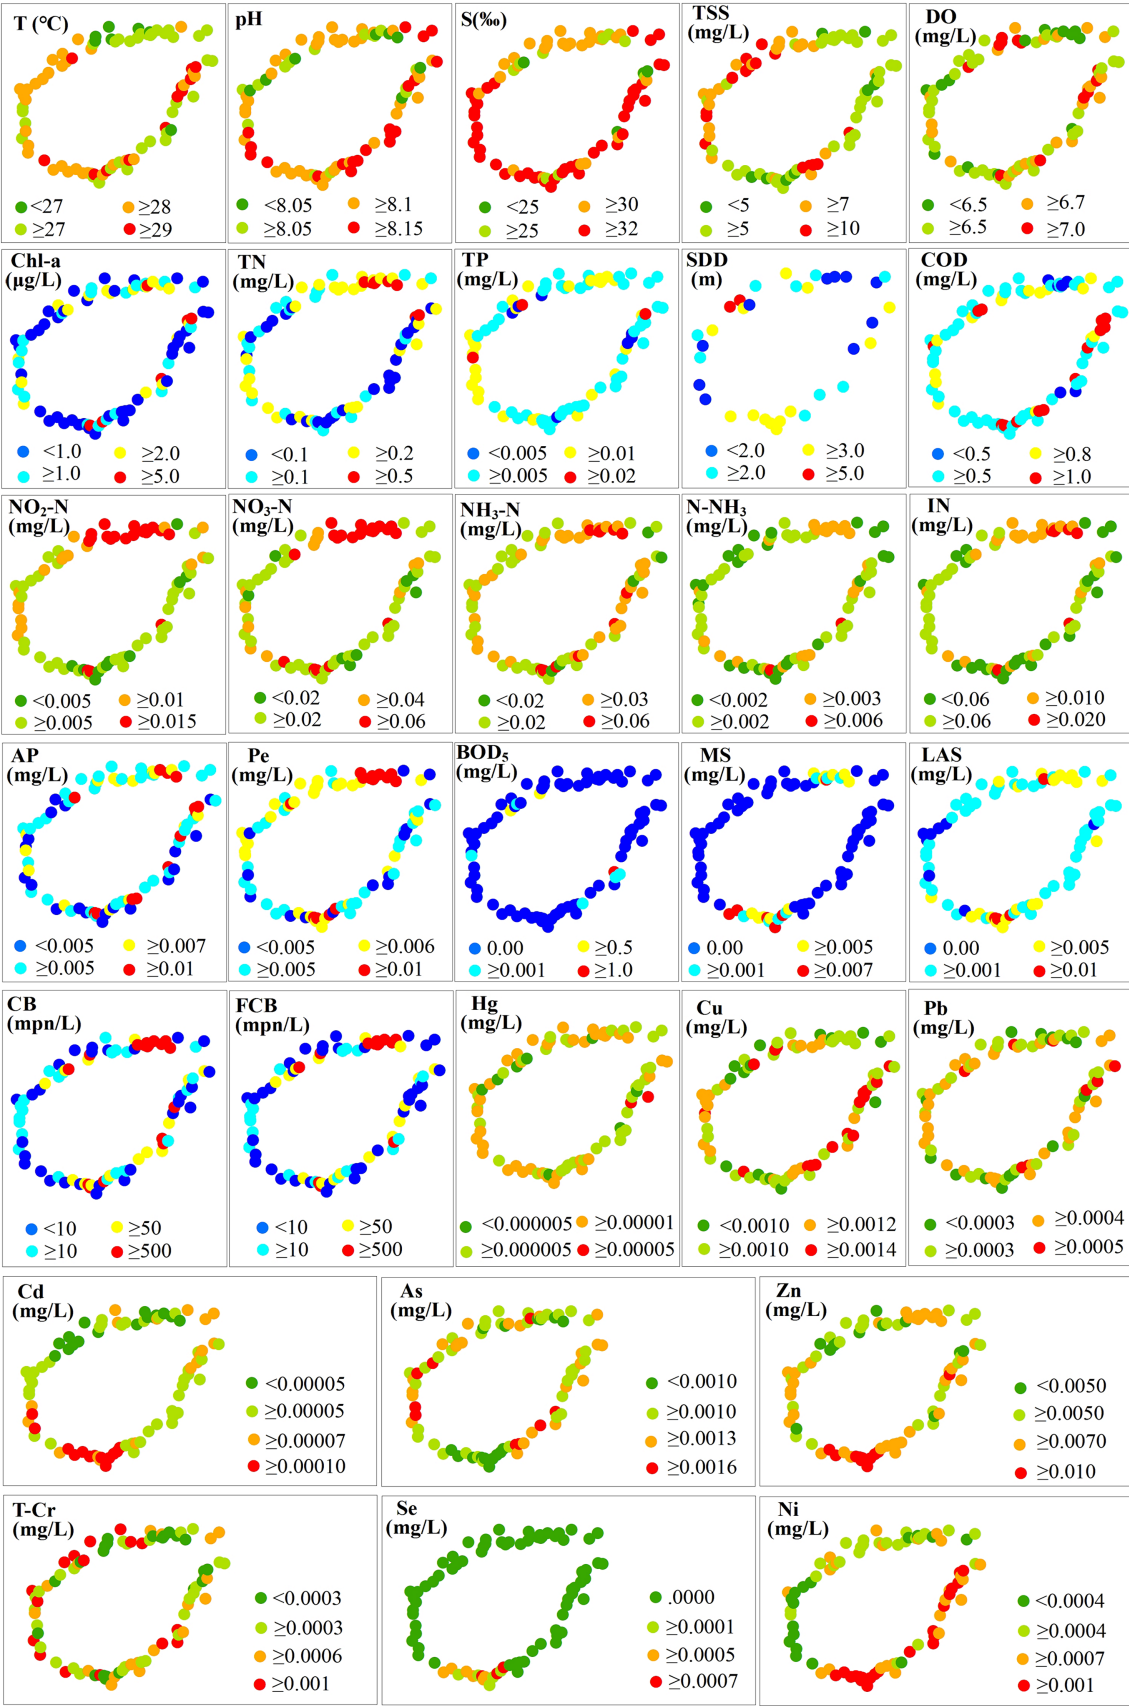 T (℃)
<27
≥28
≥27
≥29
pH
<8.05
≥8.1
≥8.05
≥8.15
S(‰)
<25
≥30
≥25
≥32
TSS
(mg/L)
<5
≥7
≥5
≥10
DO
(mg/L)
<6.5
≥6.7
≥6.5
≥7.0
Chl-a
(μg/L)
<1.0
≥2.0
≥1.0
≥5.0
TN
(mg/L)
<0.1
≥0.2
≥0.1
≥0.5
TP
(mg/L)
<0.005
≥0.01
≥0.005
≥0.02
SDD
(m)
<2.0
≥3.0
≥2.0
≥5.0
COD
(mg/L)
<0.5
≥0.8
≥0.5
≥1.0
NO₂-N
(mg/L)
<0.005
≥0.01
≥0.005
≥0.015
NO₃-N
(mg/L)
<0.02
≥0.04
≥0.02
≥0.06
NH₃-N
(mg/L)
<0.02
≥0.03
≥0.02
≥0.06
N-NH₃
(mg/L)
<0.002
≥0.003
≥0.002
≥0.006
IN
(mg/L)
<0.06
≥0.010
≥0.06
≥0.020
AP
(mg/L)
<0.005
≥0.007
≥0.005
≥0.01
Pe
(mg/L)
<0.005
≥0.006
≥0.005
≥0.01
BOD₅
(mg/L)
0.00
≥0.5
≥0.001
≥1.0
MS
(mg/L)
0.00
≥0.005
≥0.001
≥0.007
LAS
(mg/L)
0.00
≥0.005
≥0.001
≥0.01
CB
(mpn/L)
<10
≥50
≥10
≥500
FCB
(mpn/L)
<10
≥50
≥10
≥500
Hg
(mg/L)
<0.000005
≥0.00001
≥0.000005
≥0.00005
Cu
(mg/L)
<0.0010
≥0.0012
≥0.0010
≥0.0014
Pb
(mg/L)
<0.0003
≥0.0004
≥0.0003
≥0.0005
Cd
(mg/L)
<0.00005
≥0.00005
≥0.00007
≥0.00010
As
(mg/L)
<0.0010
≥0.0010
≥0.0013
≥0.0016
Zn
(mg/L)
<0.0050
≥0.0050
≥0.0070
≥0.010
T-Cr
(mg/L)
<0.0003
≥0.0003
≥0.0006
≥0.001
Se
(mg/L)
.0000
≥0.0001
≥0.0005
≥0.0007
Ni
(mg/L)
<0.0004
≥0.0004
≥0.0007
≥0.001